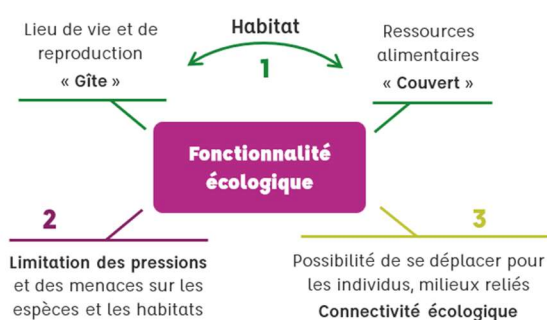 Lieu de vie et de
reproduction
« Gîte »
Habitat
1
Ressources
alimentaires
« Couvert »
Fonctionnalité
écologique
2
Limitation des pressions
et des menaces sur les
espèces et les habitats
3
Possibilité de se déplacer pour
les individus, milieux reliés
Connectivité écologique